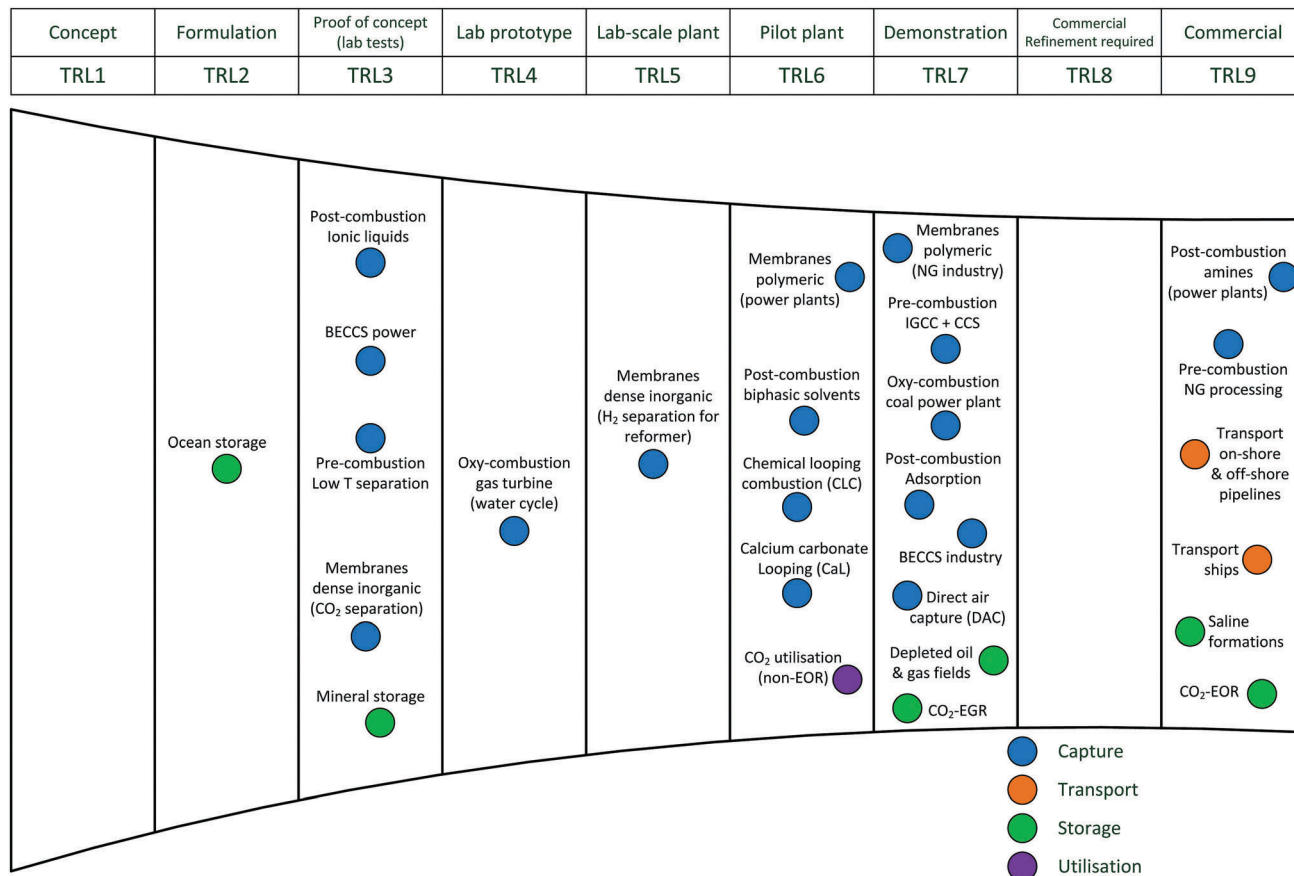 Concept
Formulation
Proof of concept
(lab tests)
Lab prototype
Lab-scale plant
Pilot plant
Demonstration
Commercial
Refinement required
Commercial
TRL1
TRL2
TRL3
TRL4
TRL5
TRL6
TRL7
TRL8
TRL9
Ocean storage
Post-combustion
Ionic liquids
BECCS power
Pre-combustion
Low T separation
Membranes
dense inorganic
(CO₂ separation)
Mineral storage
Oxy-combustion
gas turbine
(water cycle)
Membranes
dense inorganic
(H₂ separation for
reformer)
Membranes
polymeric
(power plants)
Post-combustion
biphasic solvents
Chemical looping
combustion (CLC)
Calcium carbonate
Looping (CaL)
CO₂ utilisation
(non-EOR)
Membranes
polymeric
(NG industry)
Pre-combustion
IGCC + CCS
Oxy-combustion
coal power plant
Post-combustion
Adsorption
BECCS industry
Direct air
capture (DAC)
Depleted oil
& gas fields
CO₂-EGR
Post-combustion
amines
(power plants)
Pre-combustion
NG processing
Transport
on-shore
& off-shore
pipelines
Transport
ships
Saline
formations
CO₂-EOR
Capture
Transport
Storage
Utilisation